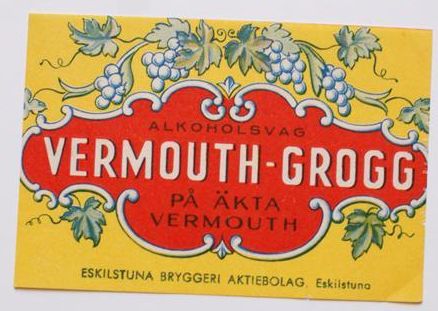 ALKOHOLSVAG
VERMOUTH-GROGG
PÅ ÄKTA
VERMOUTH
ESKILSTUNA BRYGGERI AKTIEBOLAG. Eskilstuna